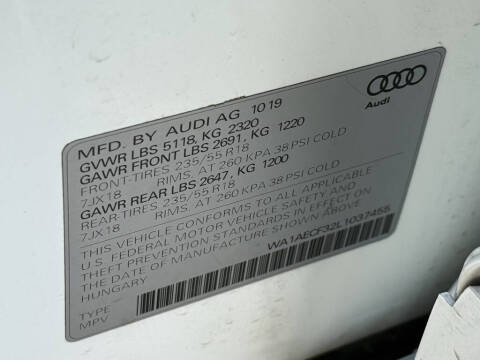 Audi
MFD. BY AUDI AG 10 19
GVWR LBS 5118, KG 2320
GAWR FRONT LBS 2691, KG 1220
FRONT-TIRES 235/55 R18
7JX18 RIMS, AT 260 KPA 38 PSI COLD
GAWR REAR LBS 2647, KG 1200
REAR-TIRES 235/55 R18
7JX18 RIMS, AT 260 KPA 38 PSI COLD
THIS VEHICLE CONFORMS TO ALL APPLICABLE
U.S. FEDERAL MOTOR VEHICLE SAFETY AND
THEFT PREVENTION STANDARDS IN EFFECT ON
THE DATE OF MANUFACTURE SHOWN ABOVE
HUNGARY
WA1AECF32L1037455
TYPE
MPV